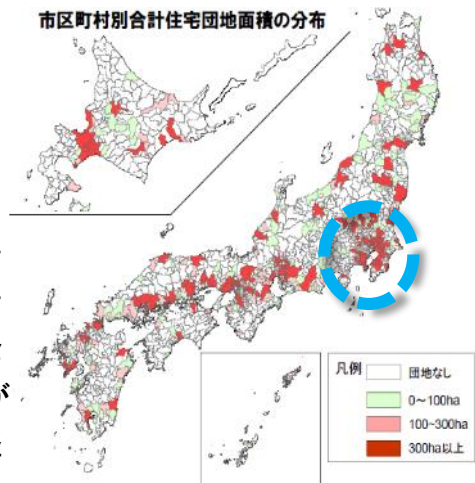 市区町村別合計住宅団地面積の分布
が
凡例
団地なし
0～100ha
100~300ha
300ha以上